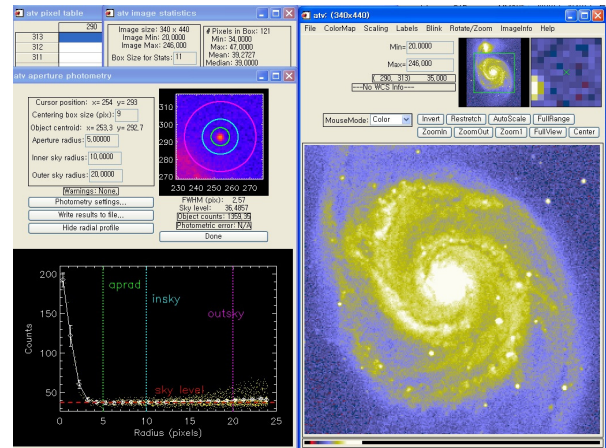 atv pixel table
290
313
312
311
atv image statistics
Image size: 340 x 440
Image Min: 20,0000
Image Max: 246,000
Box Size for Stats: 11
# Pixels in Box: 121
Min: 34,0000
Max: 47,0000
Mean: 39,2727
Median: 39,0000
atv aperture photometry
Cursor position: x= 254 y= 293
Centering box size (pix): 9
Object centroid: x= 253,3 y= 292,7
Aperture radius: 5,00000
Inner sky radius: 10,0000
Outer sky radius: 20,0000
Warnings: None.
Photometry settings...
Write results to file...
Hide radial profile
310
300
290
280
270
230 240 250 260 270
FWHM (pix): 2,57
Sky level: 36,4857
Object counts: 1359,35
Photometric error: N/A
Done
200
150
100
50
Counts
aprad
insky
outsky
sky level
0 5 10 15 20 25
Radius (pixels)
atv: (340x440)
File ColorMap Scaling Labels Blink Rotate/Zoom ImageInfo Help
Min= 20,0000
Max= 246,000
( 290, 313) 35,000
---No WCS Info---
MouseMode: Color
Invert Restretch AutoScale FullRange
ZoomIn ZoomOut Zoom1 FullView Center